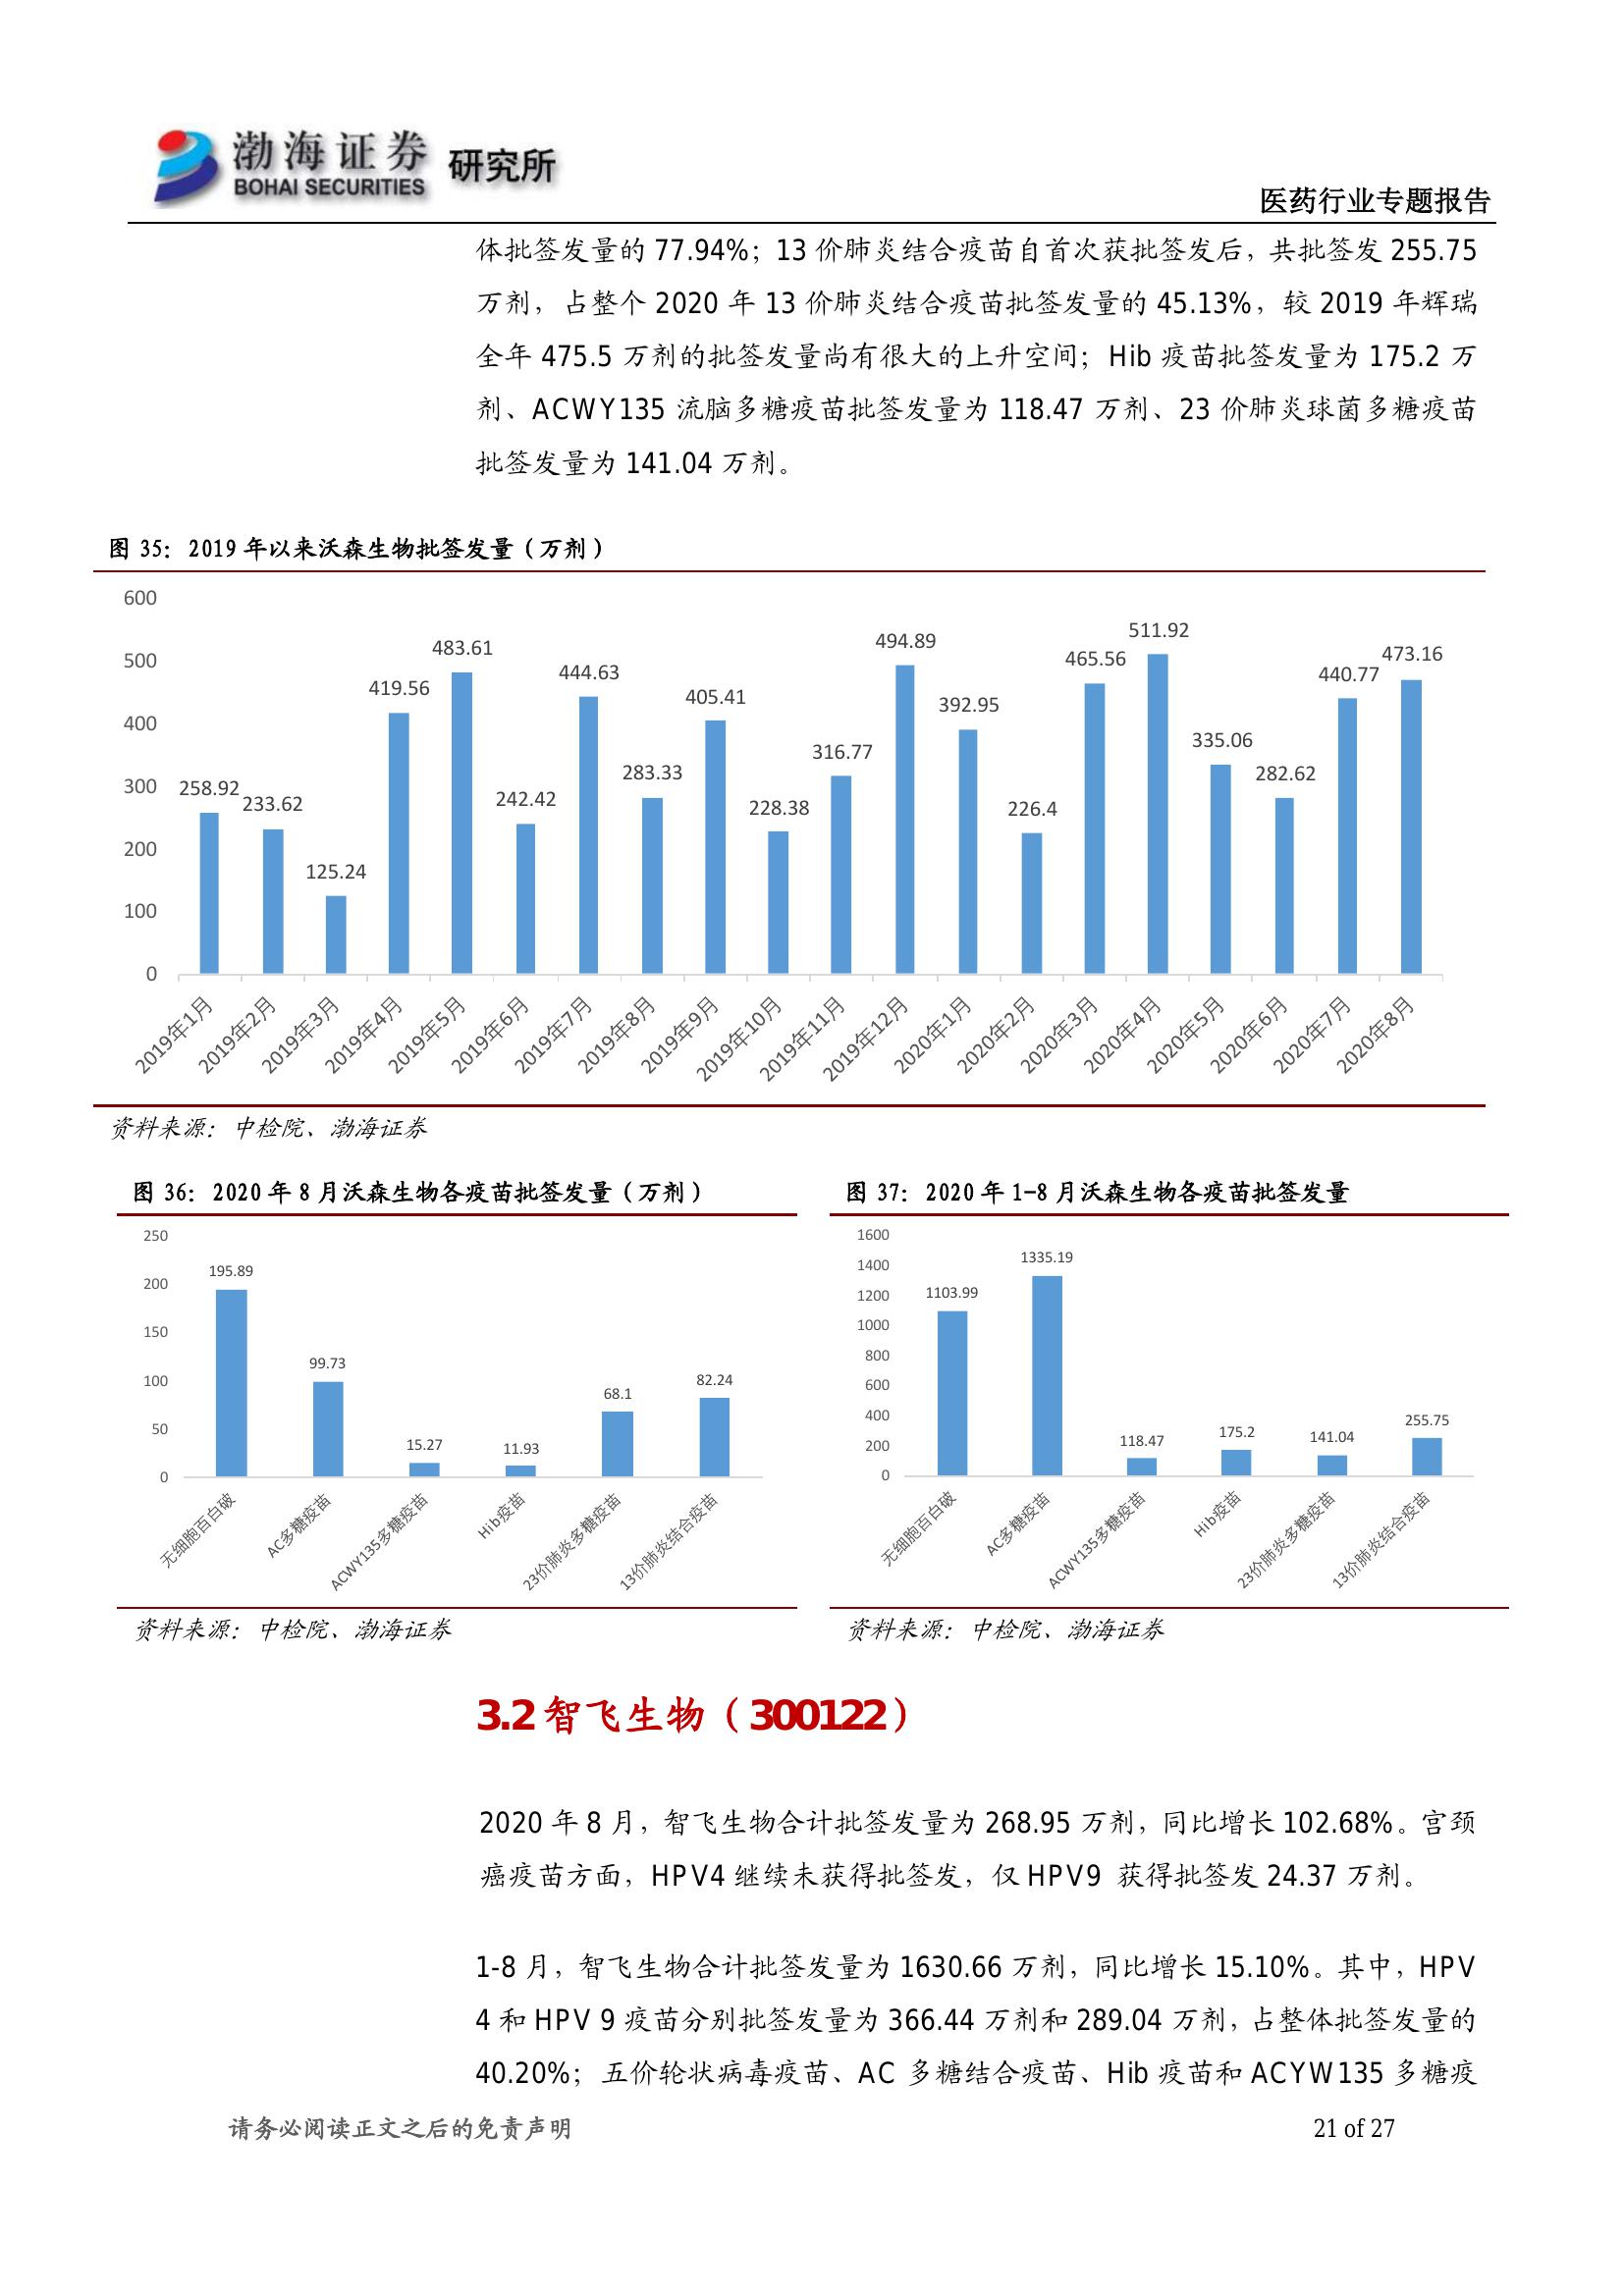 渤海证券 研究所
BOHAI SECURITIES
医药行业专题报告
体批签发量的 77.94%；13 价肺炎结合疫苗自首次获批签发后，共批签发 255.75
万剂，占整个 2020 年 13 价肺炎结合疫苗批签发量的 45.13%，较 2019 年辉瑞
全年 475.5 万剂的批签发量尚有很大的上升空间；Hib 疫苗批签发量为 175.2 万
剂、ACWY135 流脑多糖疫苗批签发量为 118.47 万剂、23 价肺炎球菌多糖疫苗
批签发量为 141.04 万剂。
图 35：2019 年以来沃森生物批签发量（万剂）
600
500
400
300
200
100
0
258.92
233.62
125.24
419.56
483.61
242.42
444.63
283.33
405.41
228.38
316.77
494.89
392.95
226.4
465.56
511.92
335.06
282.62
440.77
473.16
2019年1月
2019年2月
2019年3月
2019年4月
2019年5月
2019年6月
2019年7月
2019年8月
2019年9月
2019年10月
2019年11月
2019年12月
2020年1月
2020年2月
2020年3月
2020年4月
2020年5月
2020年6月
2020年7月
2020年8月
资料来源：中检院、渤海证券
图 36：2020 年 8 月沃森生物各疫苗批签发量（万剂）
250
200
150
100
50
0
195.89
99.73
15.27
11.93
68.1
82.24
无细胞百白破
AC多糖疫苗
ACWY135多糖疫苗
Hib疫苗
23价肺炎多糖疫苗
13价肺炎结合疫苗
资料来源：中检院、渤海证券
图 37：2020 年 1-8 月沃森生物各疫苗批签发量
1600
1400
1200
1000
800
600
400
200
0
1103.99
1335.19
118.47
175.2
141.04
255.75
无细胞百白破
AC多糖疫苗
ACWY135多糖疫苗
Hib疫苗
23价肺炎多糖疫苗
13价肺炎结合疫苗
资料来源：中检院、渤海证券
3.2 智飞生物（300122）
2020 年 8 月，智飞生物合计批签发量为 268.95 万剂，同比增长 102.68%。宫颈
癌疫苗方面，HPV4 继续未获得批签发，仅 HPV9 获得批签发 24.37 万剂。
1-8 月，智飞生物合计批签发量为 1630.66 万剂，同比增长 15.10%。其中，HPV
4 和 HPV 9 疫苗分别批签发量为 366.44 万剂和 289.04 万剂，占整体批签发量的
40.20%；五价轮状病毒疫苗、AC 多糖结合疫苗、Hib 疫苗和 ACYW135 多糖疫
请务必阅读正文之后的免责声明
21 of 27